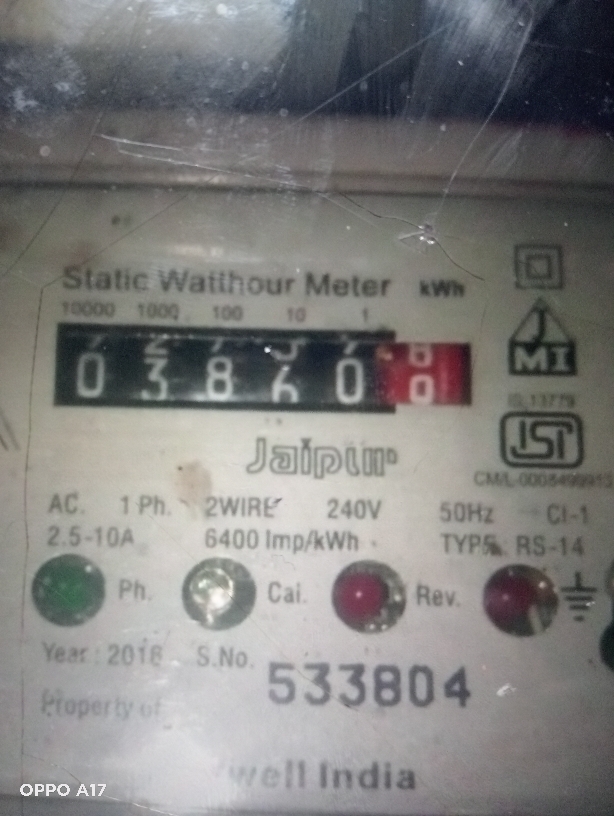 Static Watthour Meter kWh
10000 1000 100 10 1
0 3 8 6 0 0
JMI
IS 13779
Jaipur
ISI
AC. 1 Ph. 2WIRE 240V 50Hz Cl-1
2.5-10A 6400 Imp/kWh TYPE RS-14
Ph. Cal. Rev.
Year : 2016 S.No. 533804
Property of
well India
OPPO A17